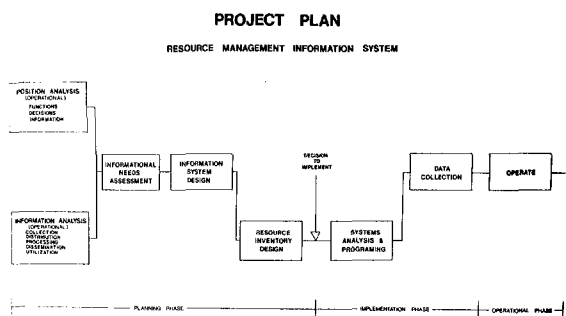 PROJECT PLAN
RESOURCE MANAGEMENT INFORMATION SYSTEM
POSITION ANALYSIS
(OPERATIONAL)
FUNCTIONS
DECISIONS
INFORMATION
INFORMATION ANALYSIS
(OPERATIONAL)
COLLECTION
DISTRIBUTION
PROCESSING
DISSEMINATION
UTILIZATION
INFORMATIONAL
NEEDS
ASSESSMENT
INFORMATION
SYSTEM
DESIGN
RESOURCE
INVENTORY
DESIGN
DECISION
TO
IMPLEMENT
SYSTEMS
ANALYSIS &
PROGRAMING
DATA
COLLECTION
OPERATE
PLANNING PHASE
IMPLEMENTATION PHASE
OPERATIONAL PHASE